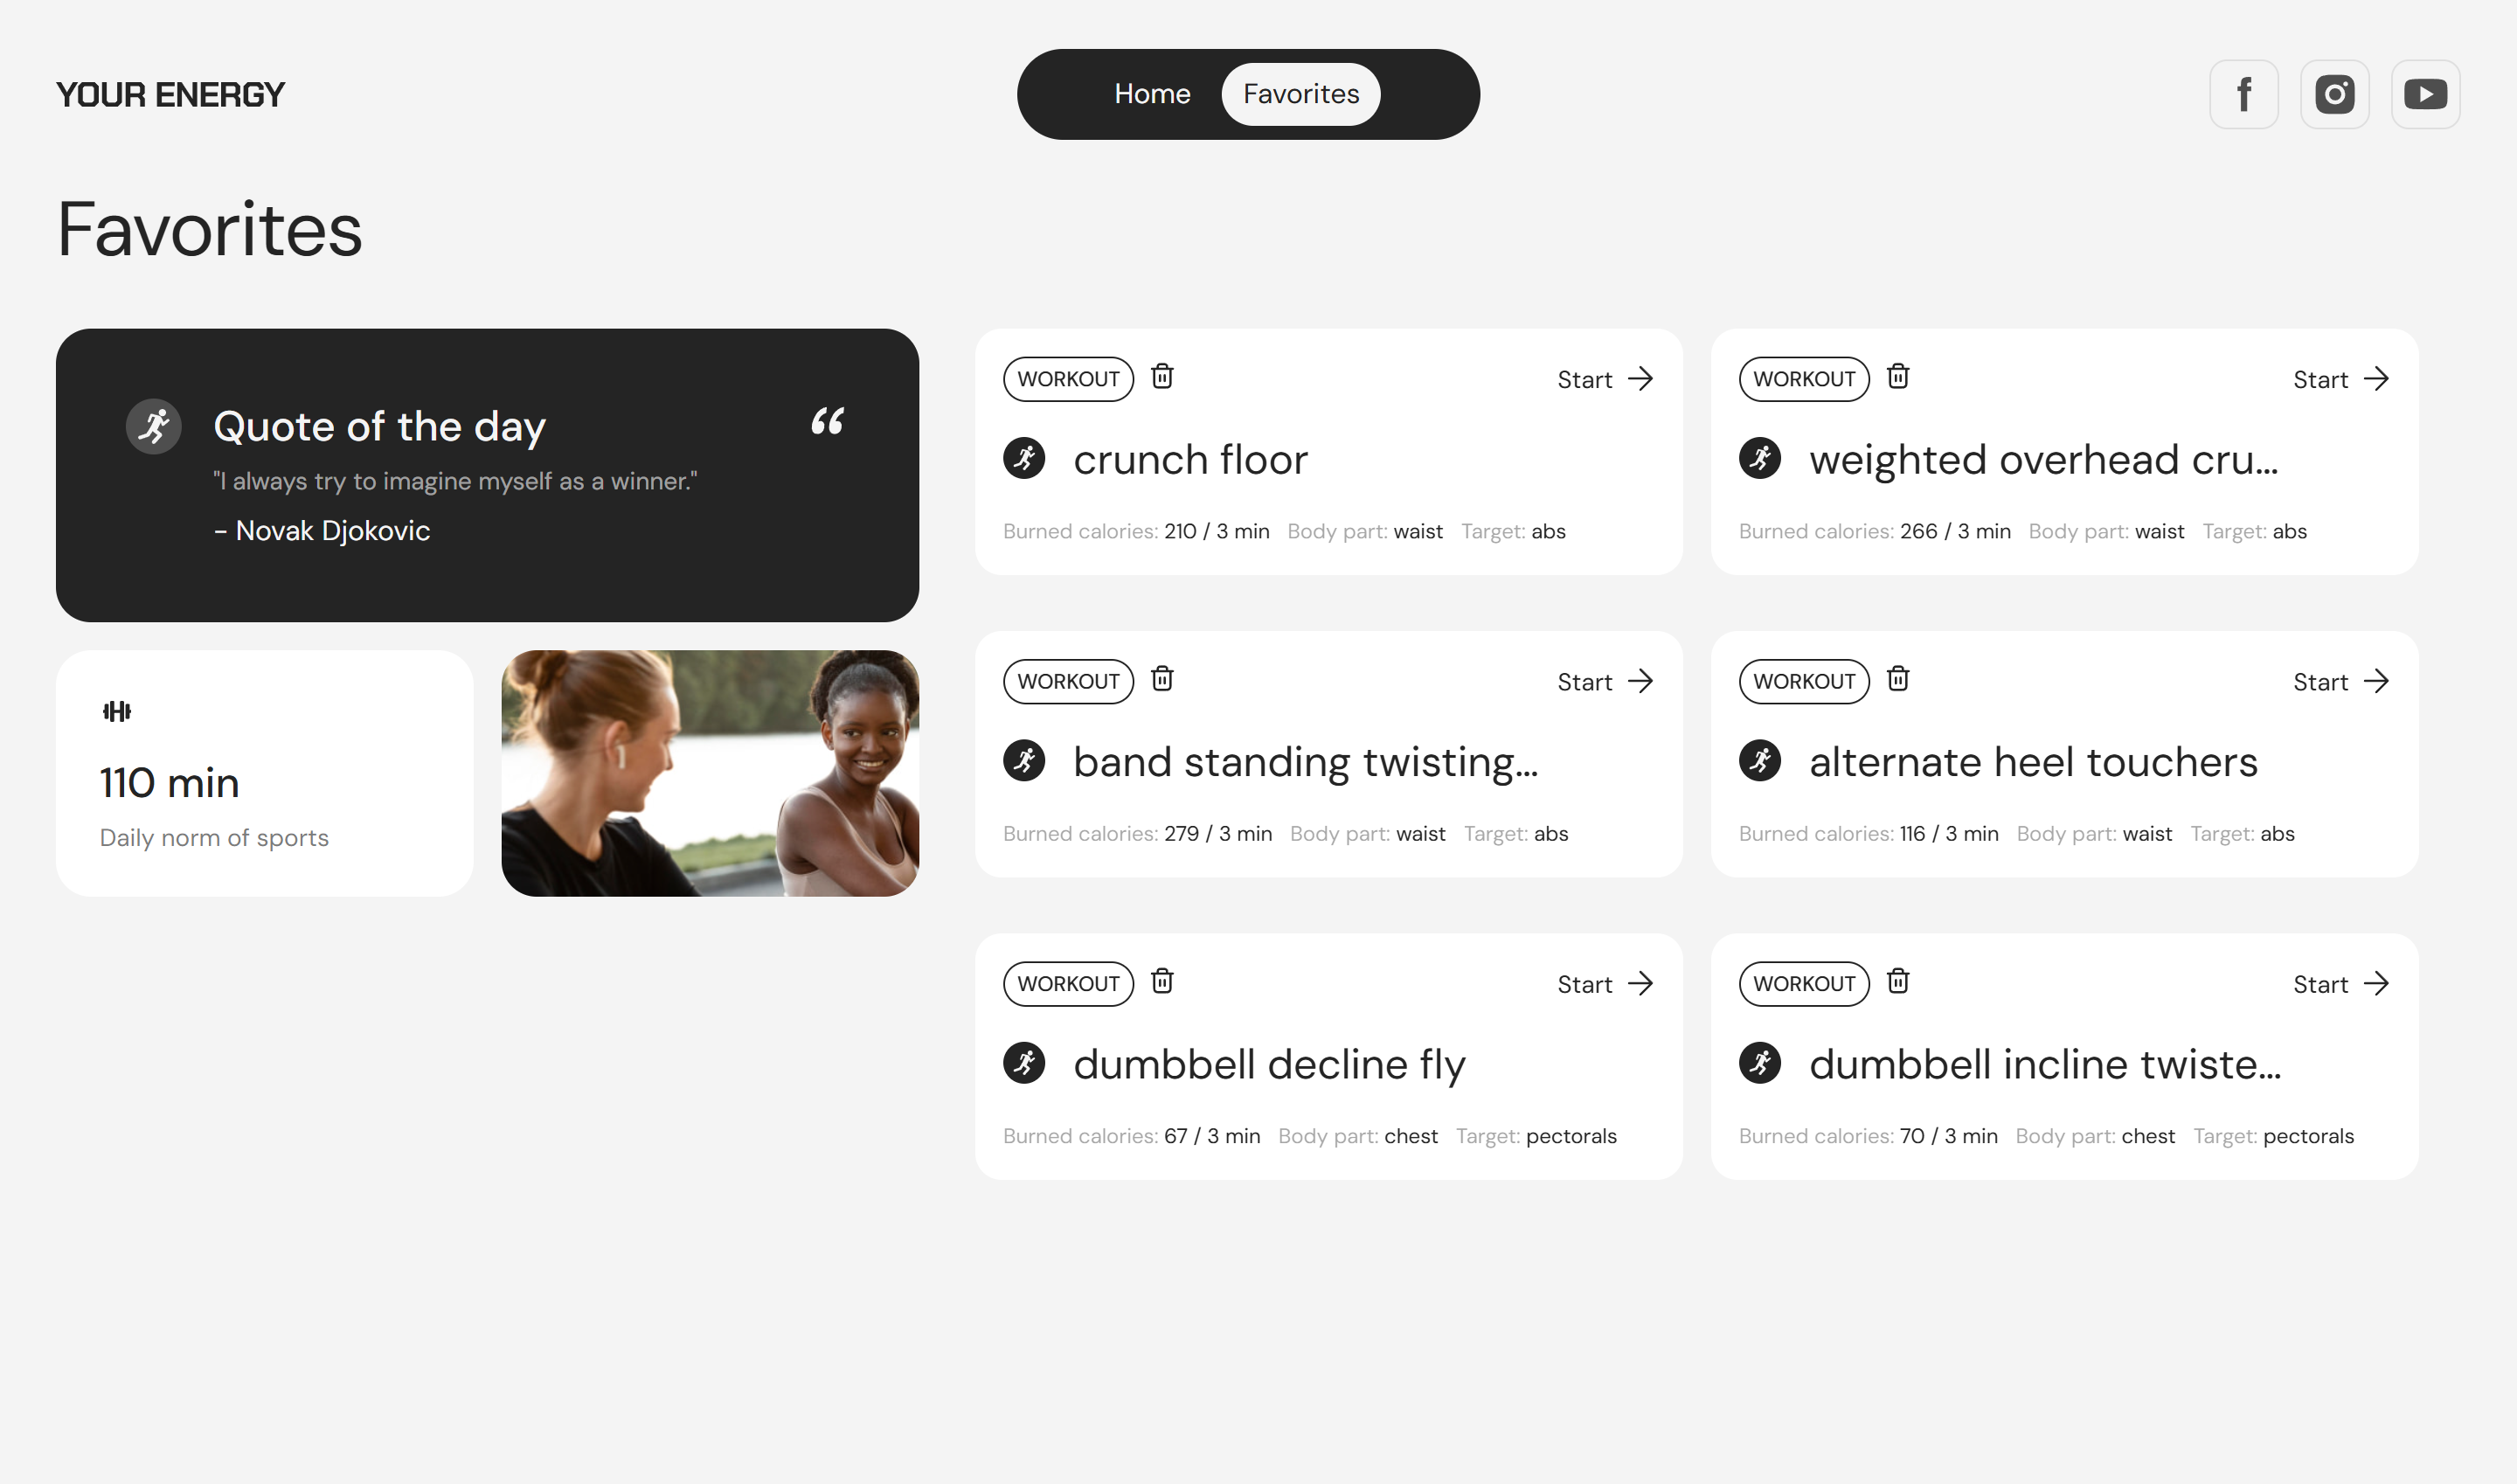 YOUR ENERGY
Home Favorites
Favorites
Quote of the day
"I always try to imagine myself as a winner."
- Novak Djokovic
110 min
Daily norm of sports
WORKOUT Start
crunch floor
Burned calories: 210 / 3 min Body part: waist Target: abs
WORKOUT Start
weighted overhead cru...
Burned calories: 266 / 3 min Body part: waist Target: abs
WORKOUT Start
band standing twisting...
Burned calories: 279 / 3 min Body part: waist Target: abs
WORKOUT Start
alternate heel touchers
Burned calories: 116 / 3 min Body part: waist Target: abs
WORKOUT Start
dumbbell decline fly
Burned calories: 67 / 3 min Body part: chest Target: pectorals
WORKOUT Start
dumbbell incline twiste...
Burned calories: 70 / 3 min Body part: chest Target: pectorals